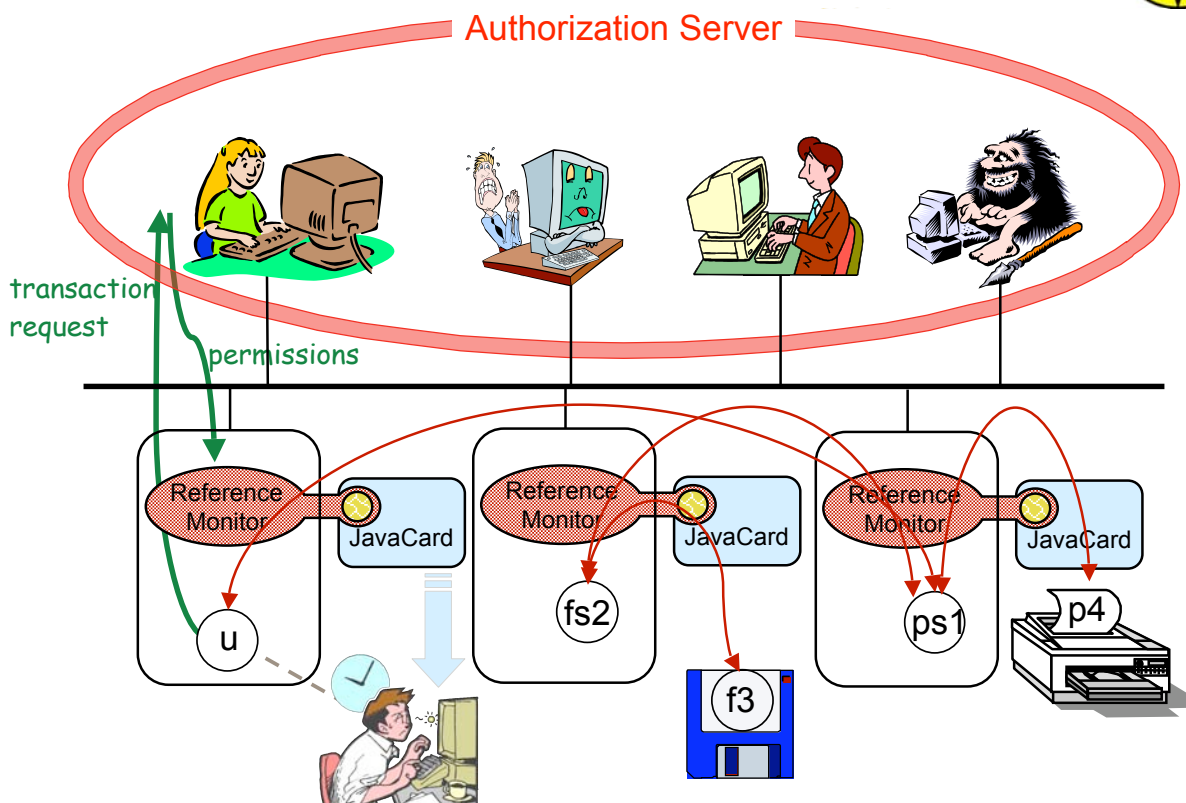 Authorization Server
transaction
request
permissions
Reference
Monitor
JavaCard
Reference
Monitor
JavaCard
Reference
Monitor
JavaCard
u
fs2
ps1
p4
f3